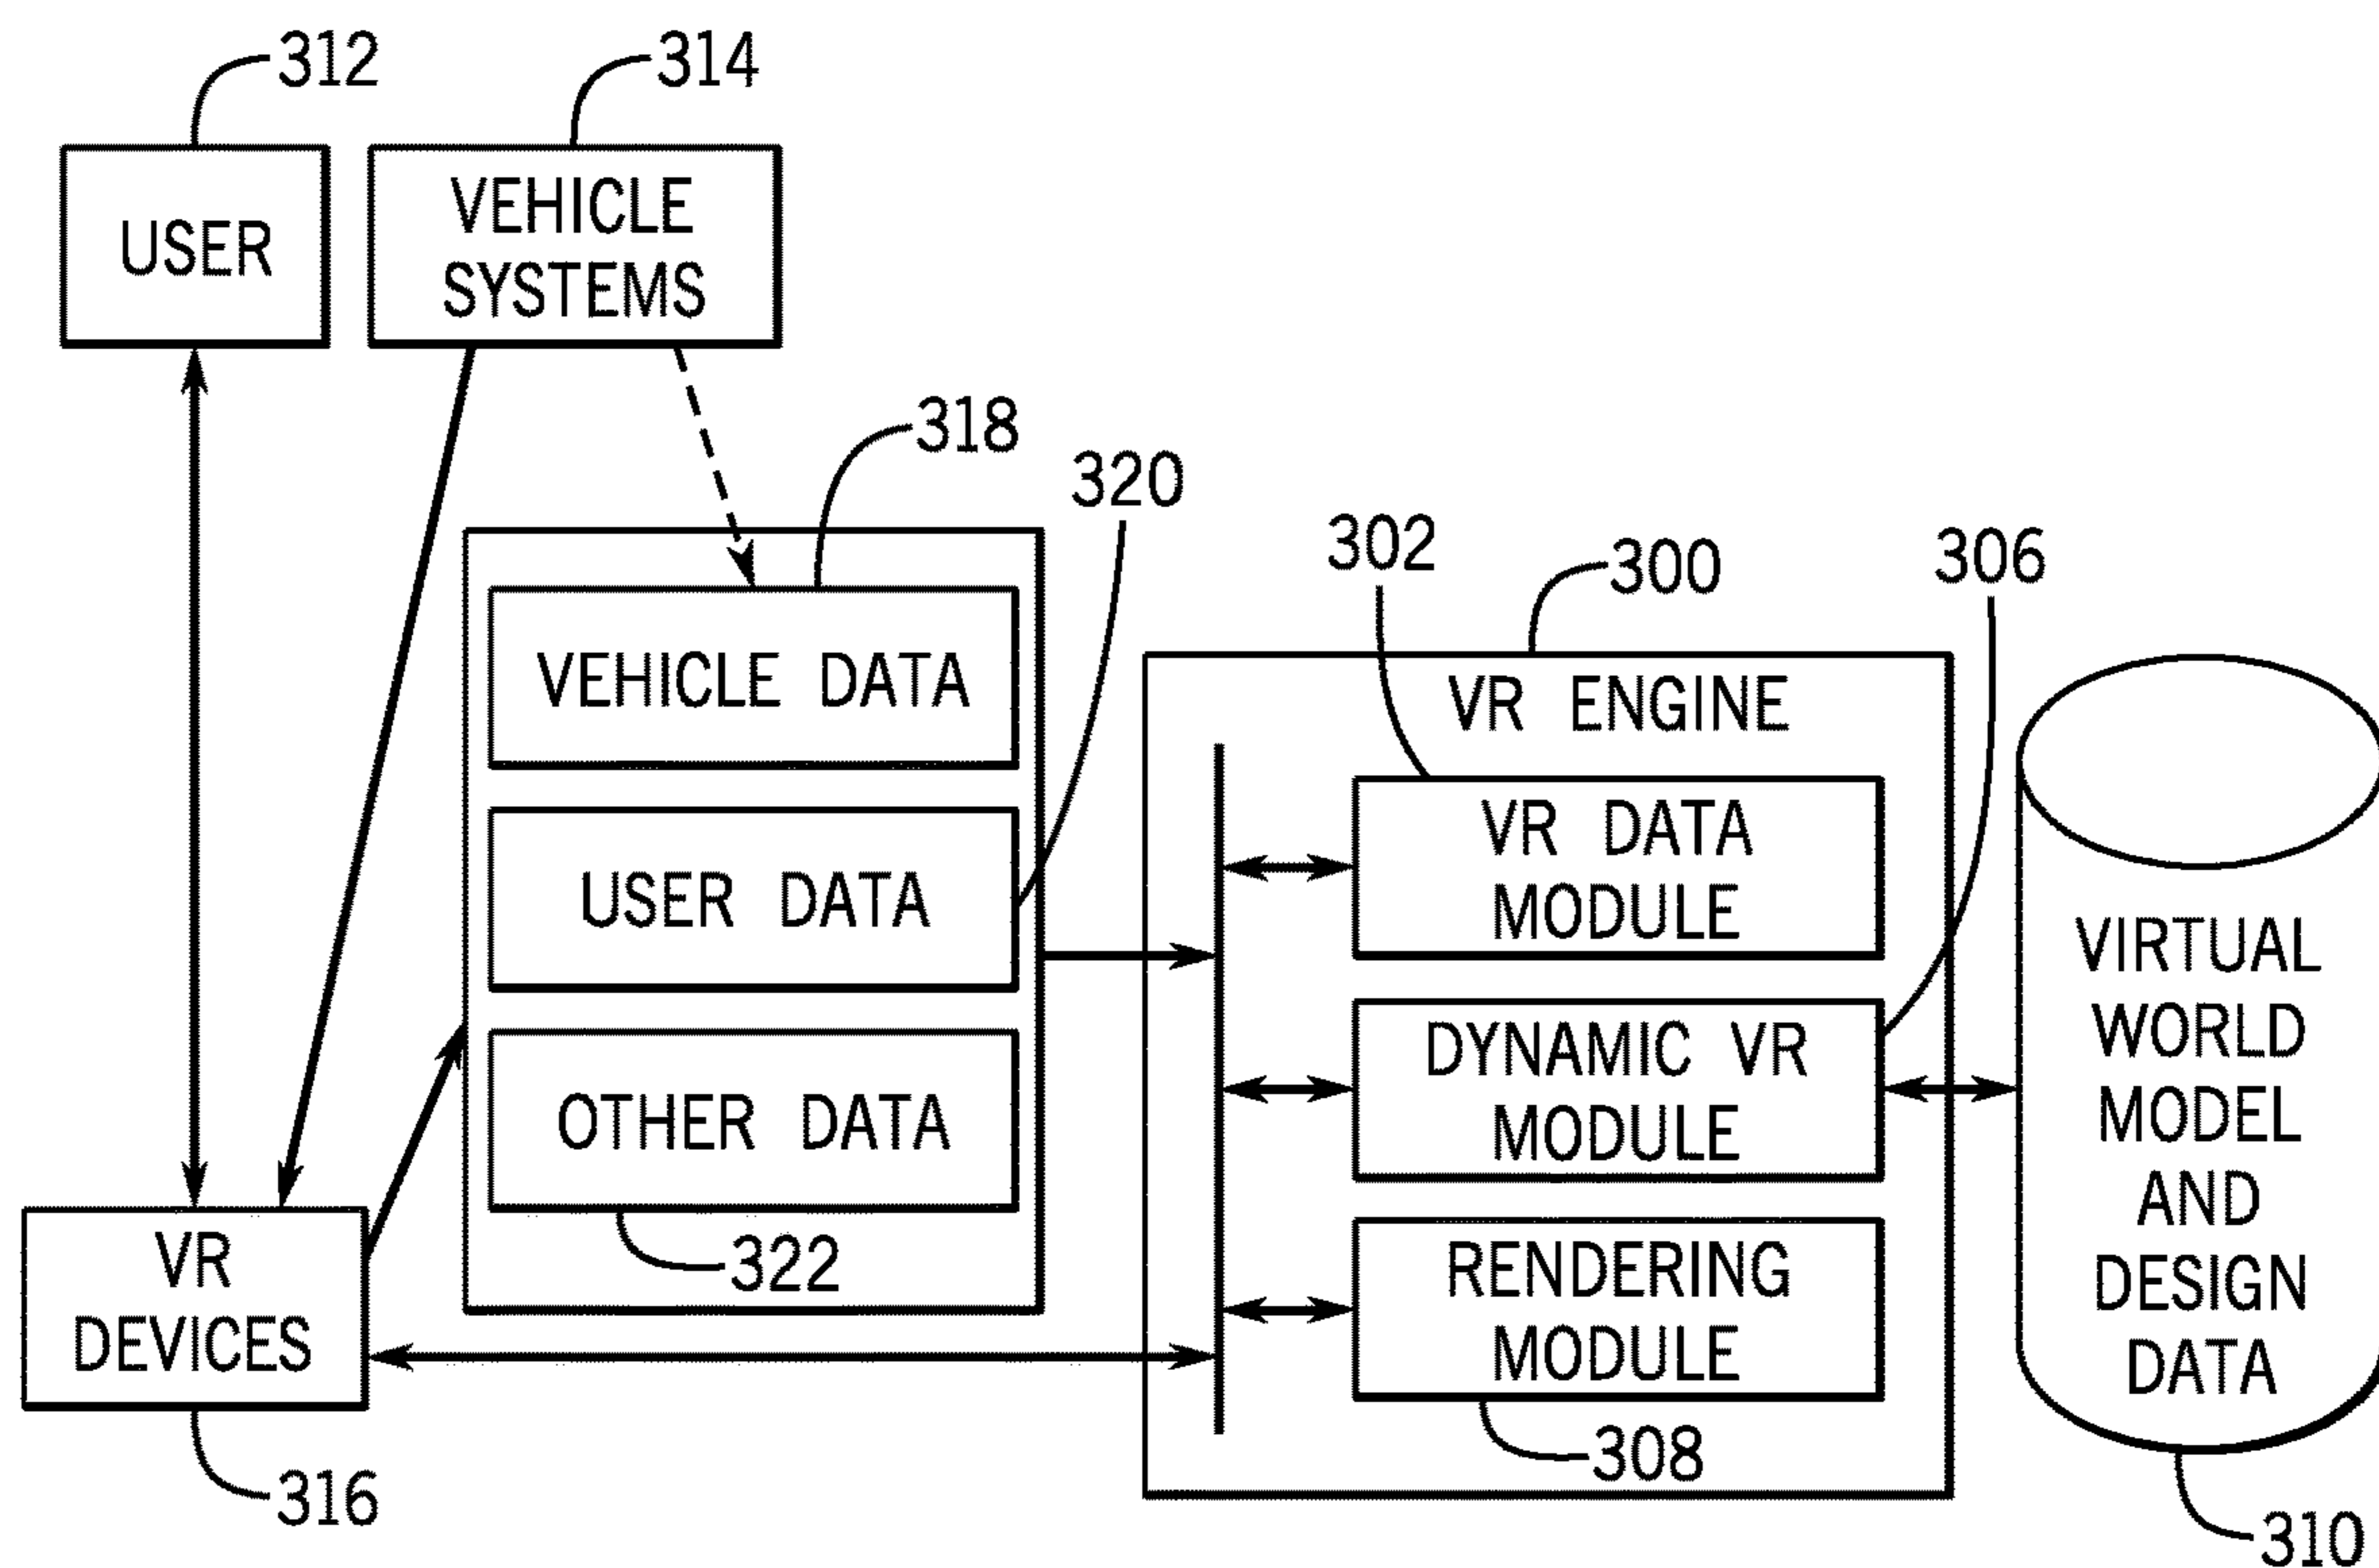 312
314
USER
VEHICLE
SYSTEMS
318
320
302
300
306
VEHICLE DATA
VR ENGINE
USER DATA
VR DATA
MODULE
VIRTUAL
WORLD
MODEL
AND
DESIGN
DATA
DYNAMIC VR
MODULE
OTHER DATA
322
RENDERING
MODULE
VR
DEVICES
308
316
310